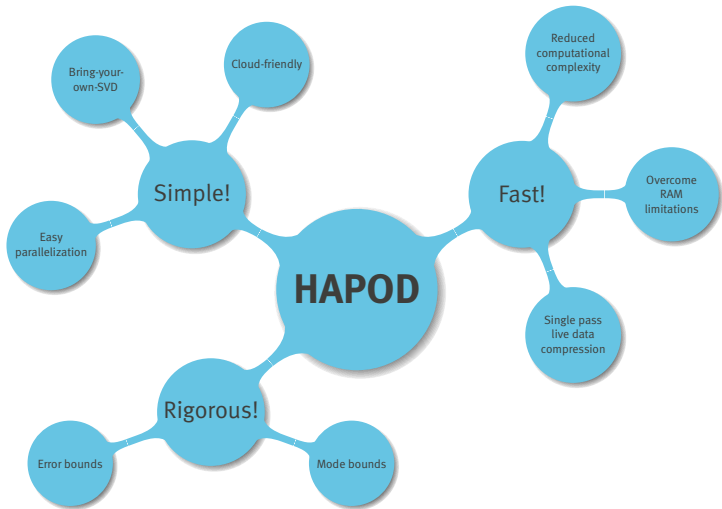 HAPOD
Simple!
Bring-your-
own-SVD
Cloud-friendly
Easy
parallelization
Fast!
Reduced
computational
complexity
Overcome
RAM
limitations
Single pass
live data
compression
Rigorous!
Error bounds
Mode bounds